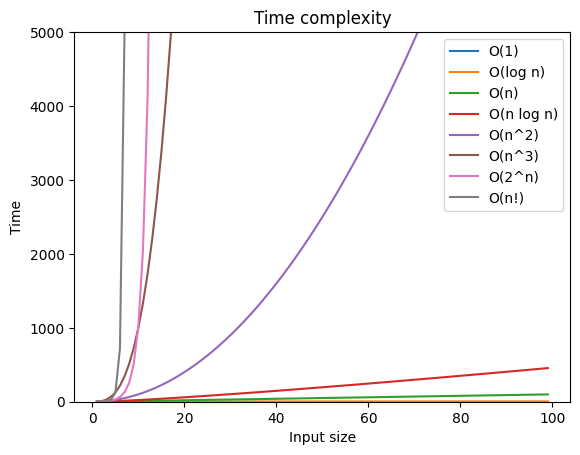 Time complexity
5000
4000
3000
2000
1000
0
Time
0 20 40 60 80 100
Input size
O(1)
O(log n)
O(n)
O(n log n)
O(n^2)
O(n^3)
O(2^n)
O(n!)